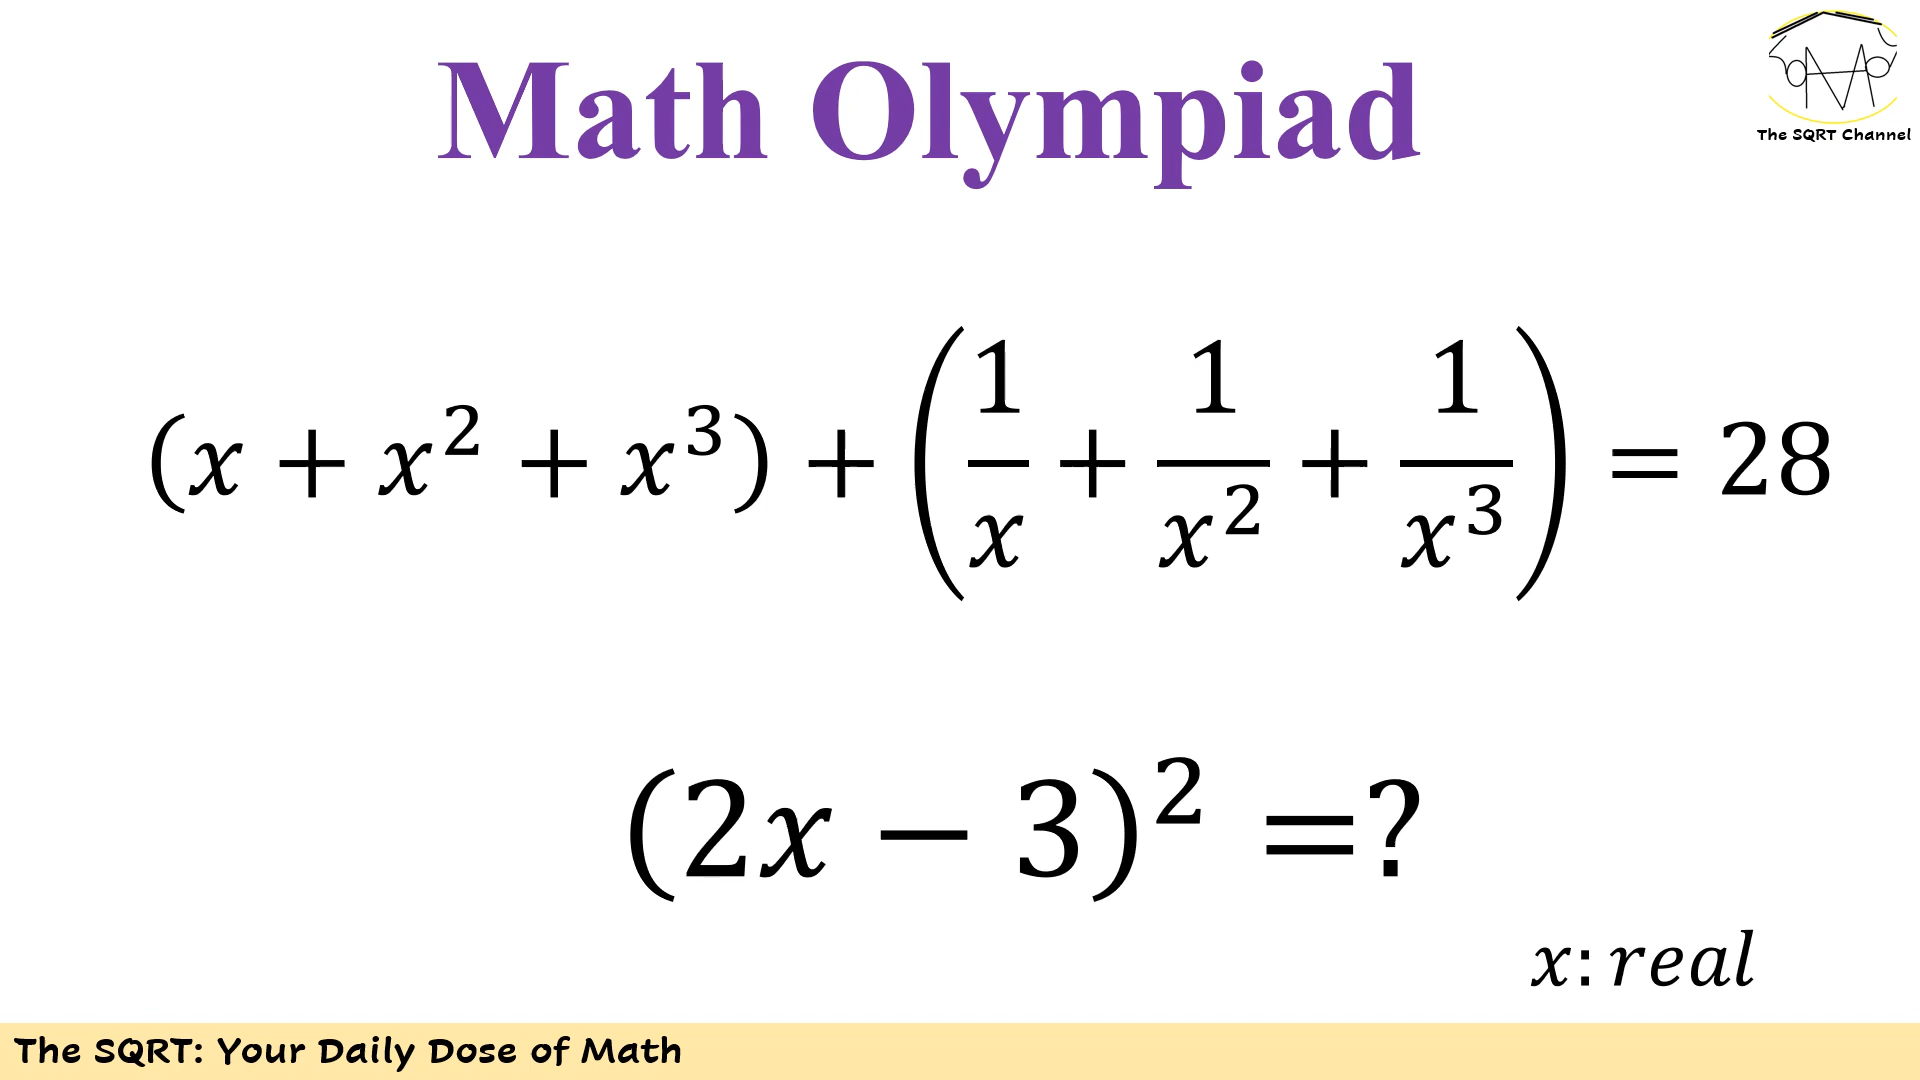 Math Olympiad
The SQRT Channel
(x + x² + x³) + (1/x + 1/x² + 1/x³) = 28
(2x − 3)² =?
x: real
The SQRT: Your Daily Dose of Math